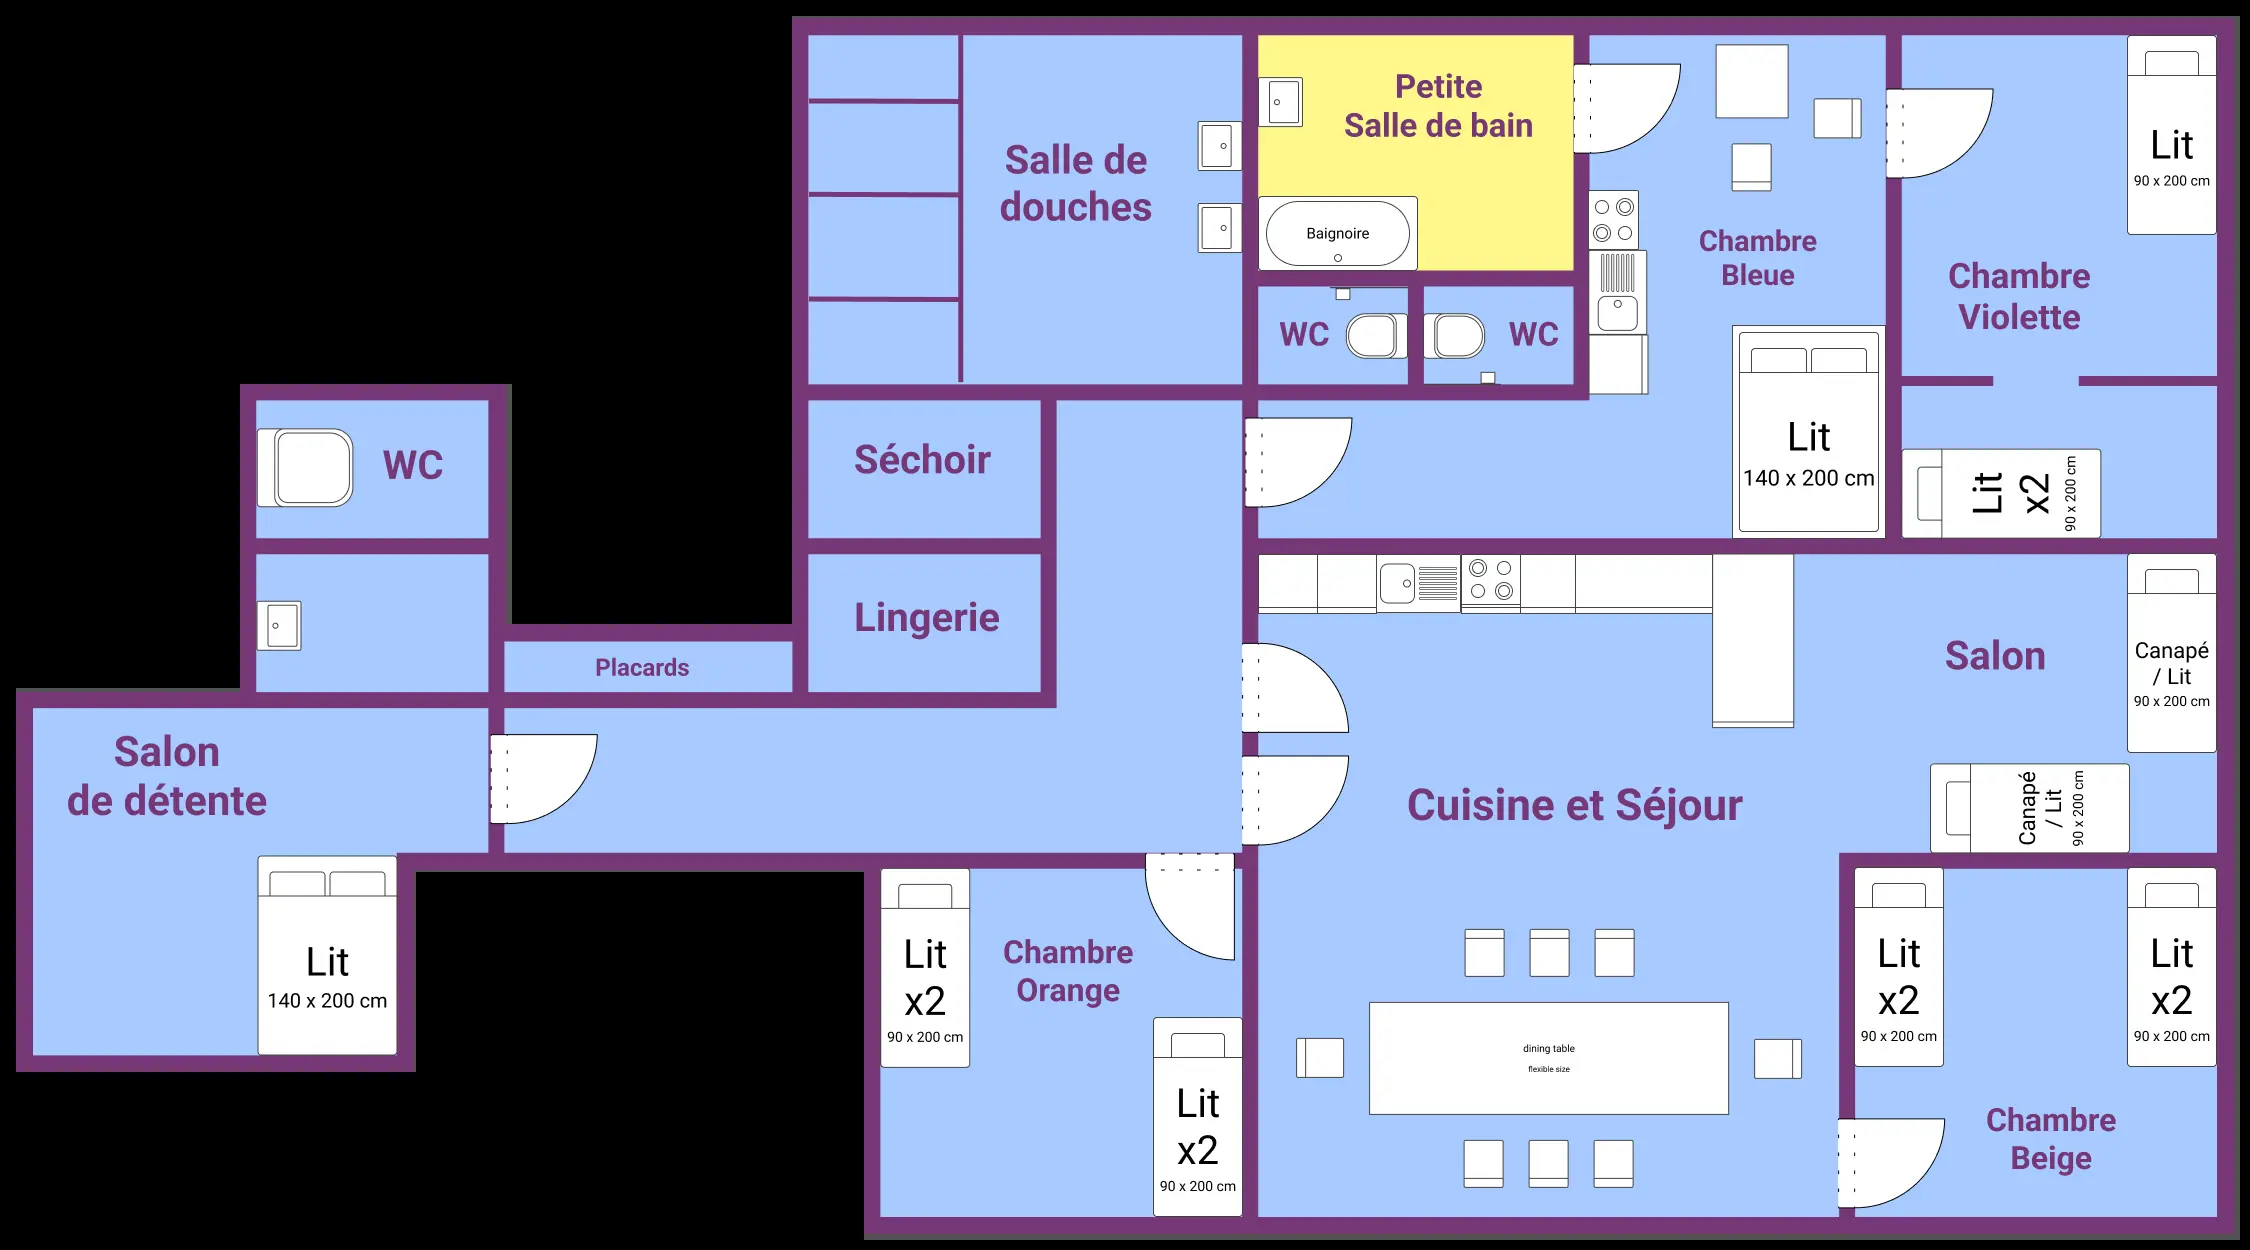 Petite
Salle de bain
Baignoire
Salle de
douches
WC
WC
Chambre
Bleue
Lit
140 x 200 cm
Lit
90 x 200 cm
Chambre
Violette
Lit
x2
90 x 200 cm
WC
Séchoir
Lingerie
Placards
Salon
de détente
Lit
140 x 200 cm
Salon
Canapé
/ Lit
90 x 200 cm
Canapé
/ Lit
90 x 200 cm
Cuisine et Séjour
dining table
flexible size
Lit
x2
90 x 200 cm
Chambre
Orange
Lit
x2
90 x 200 cm
Lit
x2
90 x 200 cm
Lit
x2
90 x 200 cm
Chambre
Beige